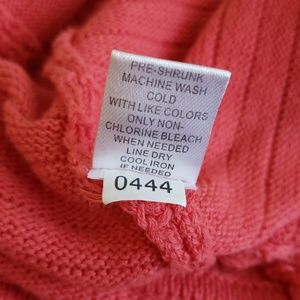 PRE-SHRUNK
MACHINE WASH
COLD
WITH LIKE COLORS
ONLY NON-
CHLORINE BLEACH
WHEN NEEDED
LINE DRY
COOL IRON
IF NEEDED
0444